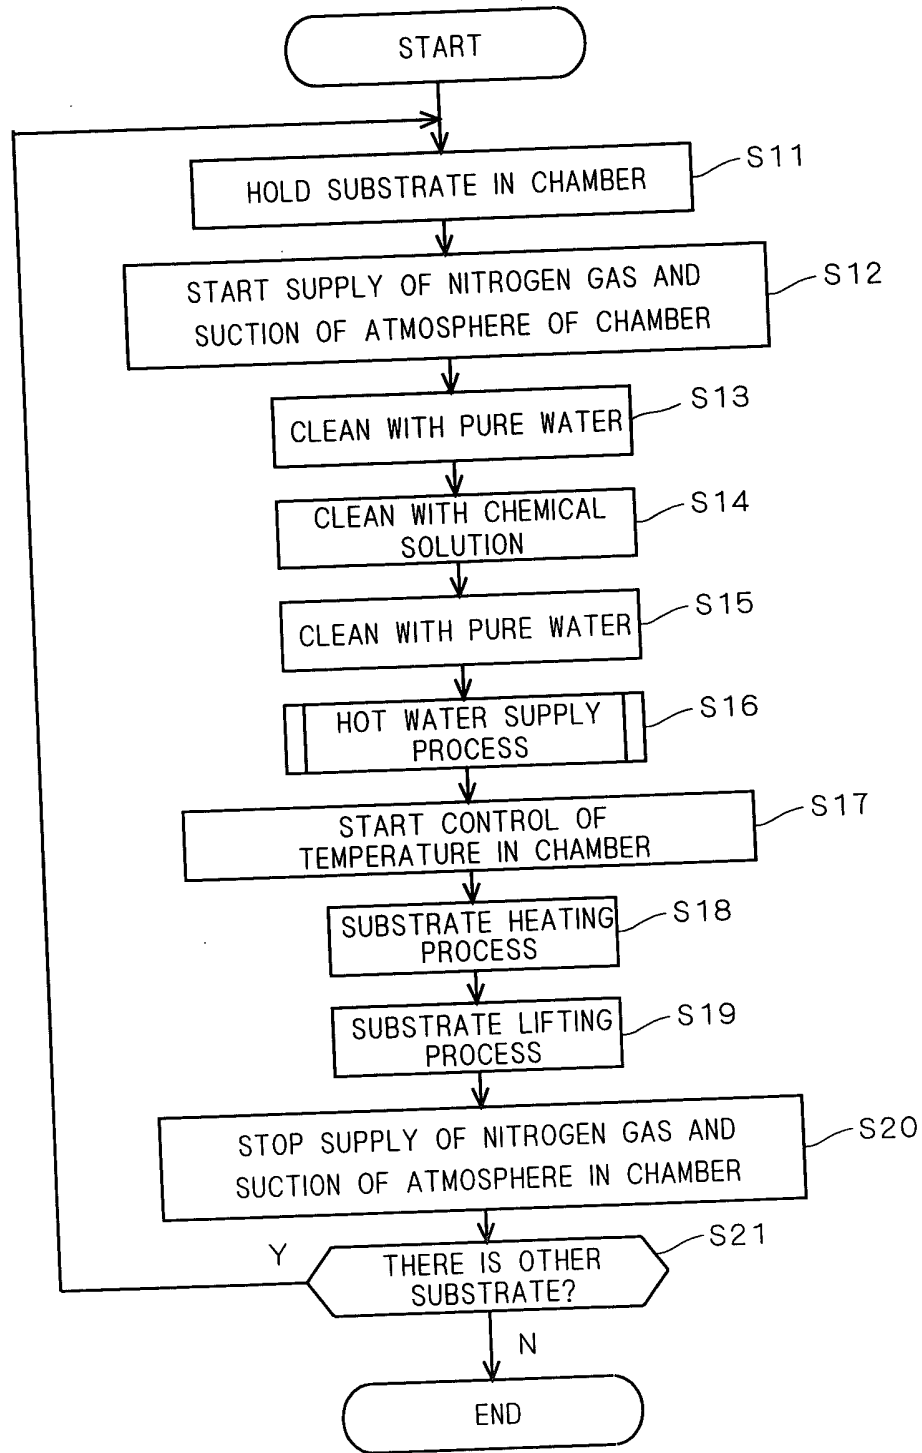 START
HOLD SUBSTRATE IN CHAMBER
S11
START SUPPLY OF NITROGEN GAS AND
SUCTION OF ATMOSPHERE OF CHAMBER
S12
CLEAN WITH PURE WATER
S13
CLEAN WITH CHEMICAL
SOLUTION
S14
CLEAN WITH PURE WATER
S15
HOT WATER SUPPLY
PROCESS
S16
START CONTROL OF
TEMPERATURE IN CHAMBER
S17
SUBSTRATE HEATING
PROCESS
S18
SUBSTRATE LIFTING
PROCESS
S19
STOP SUPPLY OF NITROGEN GAS AND
SUCTION OF ATMOSPHERE IN CHAMBER
S20
Y
THERE IS OTHER
SUBSTRATE?
S21
N
END